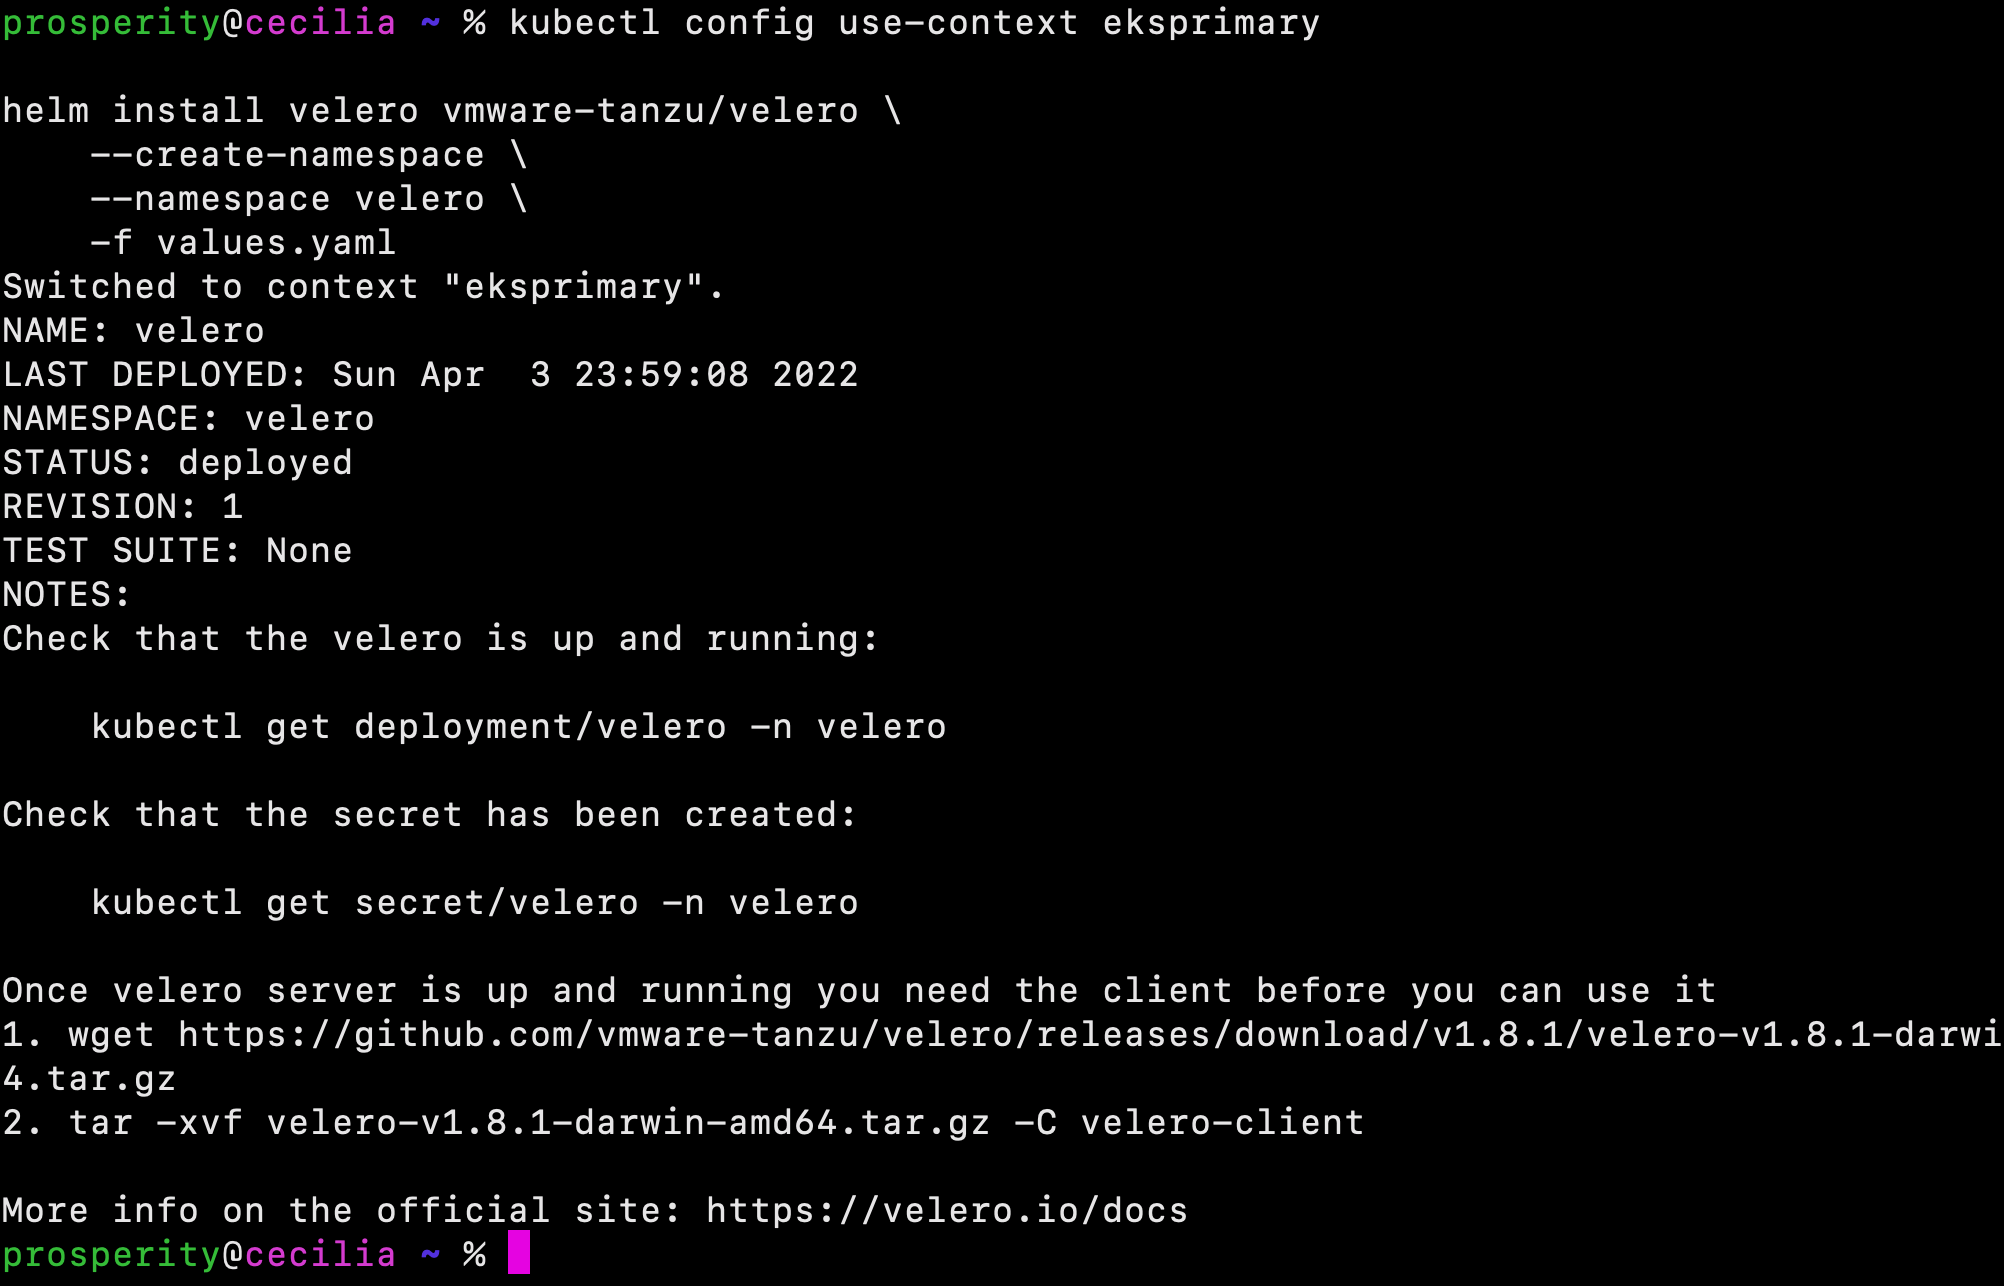 prosperity@cecilia ~ % kubectl config use-context eksprimary
helm install velero vmware-tanzu/velero \
    --create-namespace \
    --namespace velero \
    -f values.yaml
Switched to context "eksprimary".
NAME: velero
LAST DEPLOYED: Sun Apr  3 23:59:08 2022
NAMESPACE: velero
STATUS: deployed
REVISION: 1
TEST SUITE: None
NOTES:
Check that the velero is up and running:
    kubectl get deployment/velero -n velero
Check that the secret has been created:
    kubectl get secret/velero -n velero
Once velero server is up and running you need the client before you can use it
1. wget https://github.com/vmware-tanzu/velero/releases/download/v1.8.1/velero-v1.8.1-darwi
4.tar.gz
2. tar -xvf velero-v1.8.1-darwin-amd64.tar.gz -C velero-client
More info on the official site: https://velero.io/docs
prosperity@cecilia ~ %